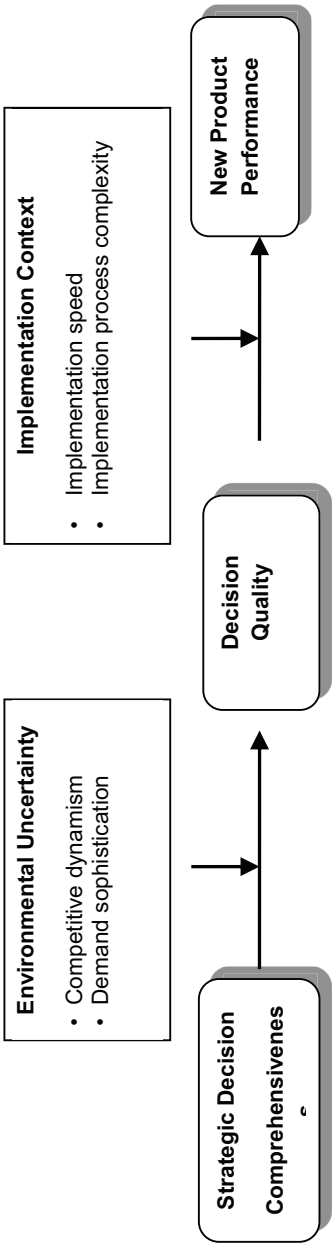 Environmental Uncertainty
• Competitive dynamism
• Demand sophistication
Implementation Context
• Implementation speed
• Implementation process complexity
Strategic Decision
Comprehensivenes
s
Decision
Quality
New Product
Performance